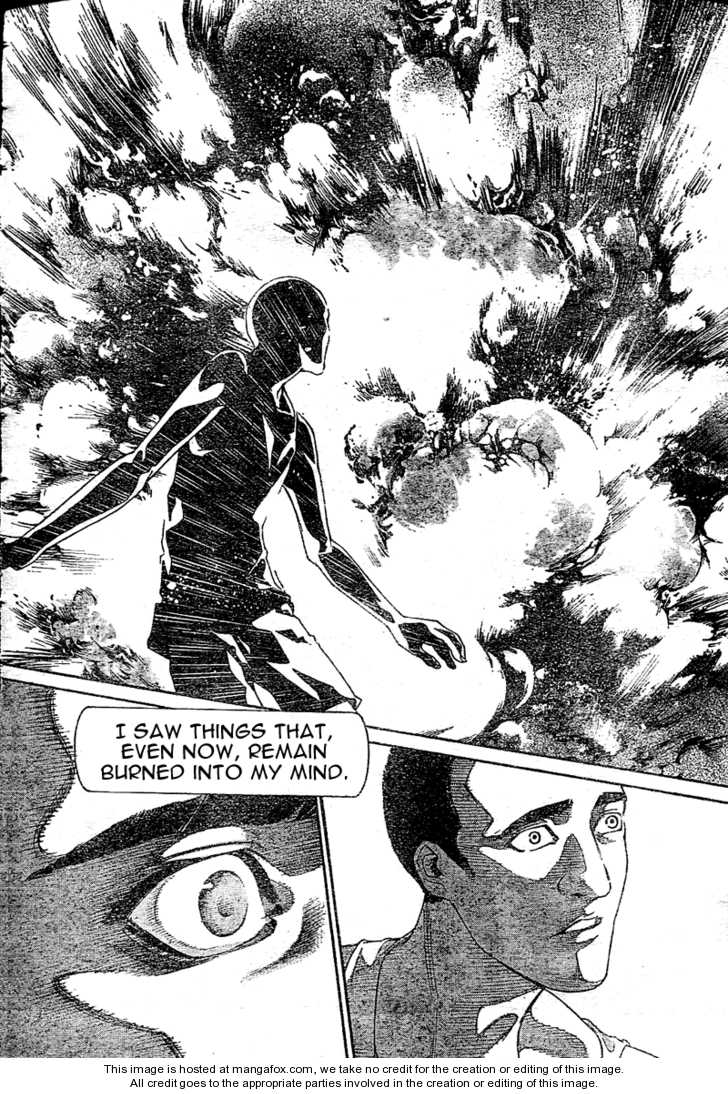 I SAW THINGS THAT,
EVEN NOW, REMAIN
BURNED INTO MY MIND.
This image is hosted at mangafox.com, we take no credit for the creation or editing of this image.
All credit goes to the appropriate parties involved in the creation or editing of this image.